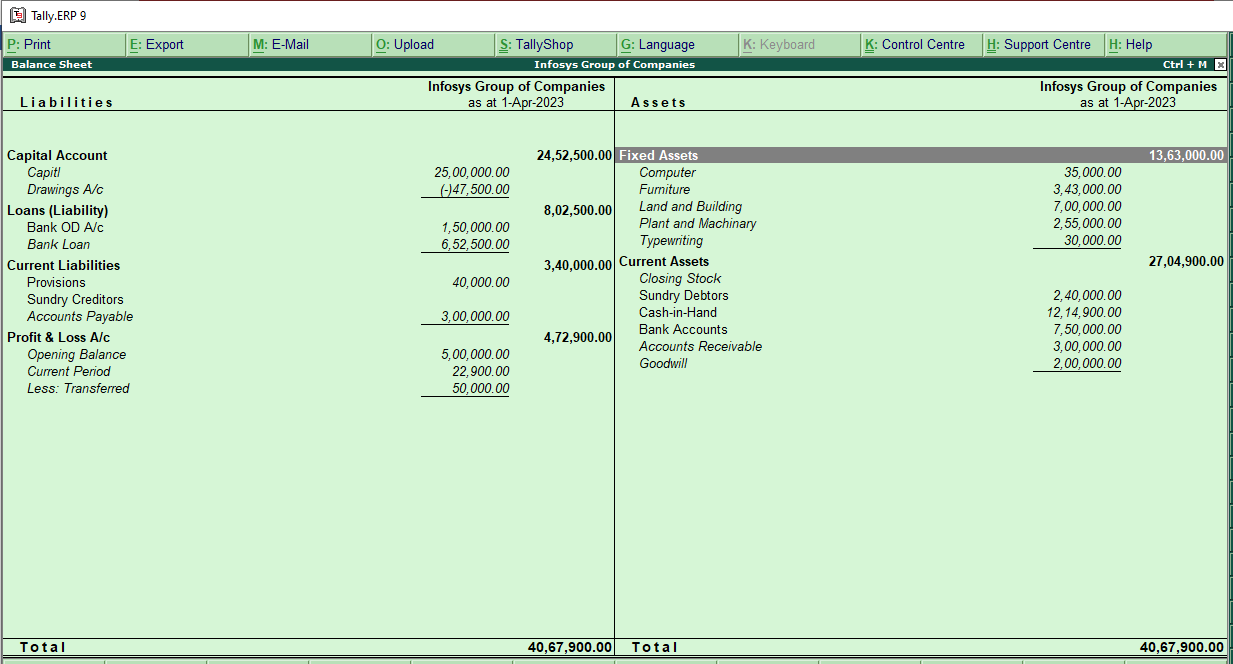 Tally.ERP 9
P: Print E: Export M: E-Mail O: Upload S: TallyShop G: Language K: Keyboard K: Control Centre H: Support Centre H: Help
Balance Sheet Infosys Group of Companies Ctrl + M
Liabilities
Infosys Group of Companies
as at 1-Apr-2023
Capital Account 24,52,500.00
Capitl 25,00,000.00
Drawings A/c (-)47,500.00
Loans (Liability) 8,02,500.00
Bank OD A/c 1,50,000.00
Bank Loan 6,52,500.00
Current Liabilities 3,40,000.00
Provisions 40,000.00
Sundry Creditors
Accounts Payable 3,00,000.00
Profit & Loss A/c 4,72,900.00
Opening Balance 5,00,000.00
Current Period 22,900.00
Less: Transferred 50,000.00
Total 40,67,900.00
Assets
Infosys Group of Companies
as at 1-Apr-2023
Fixed Assets 13,63,000.00
Computer 35,000.00
Furniture 3,43,000.00
Land and Building 7,00,000.00
Plant and Machinary 2,55,000.00
Typewriting 30,000.00
Current Assets 27,04,900.00
Closing Stock
Sundry Debtors 2,40,000.00
Cash-in-Hand 12,14,900.00
Bank Accounts 7,50,000.00
Accounts Receivable 3,00,000.00
Goodwill 2,00,000.00
Total 40,67,900.00